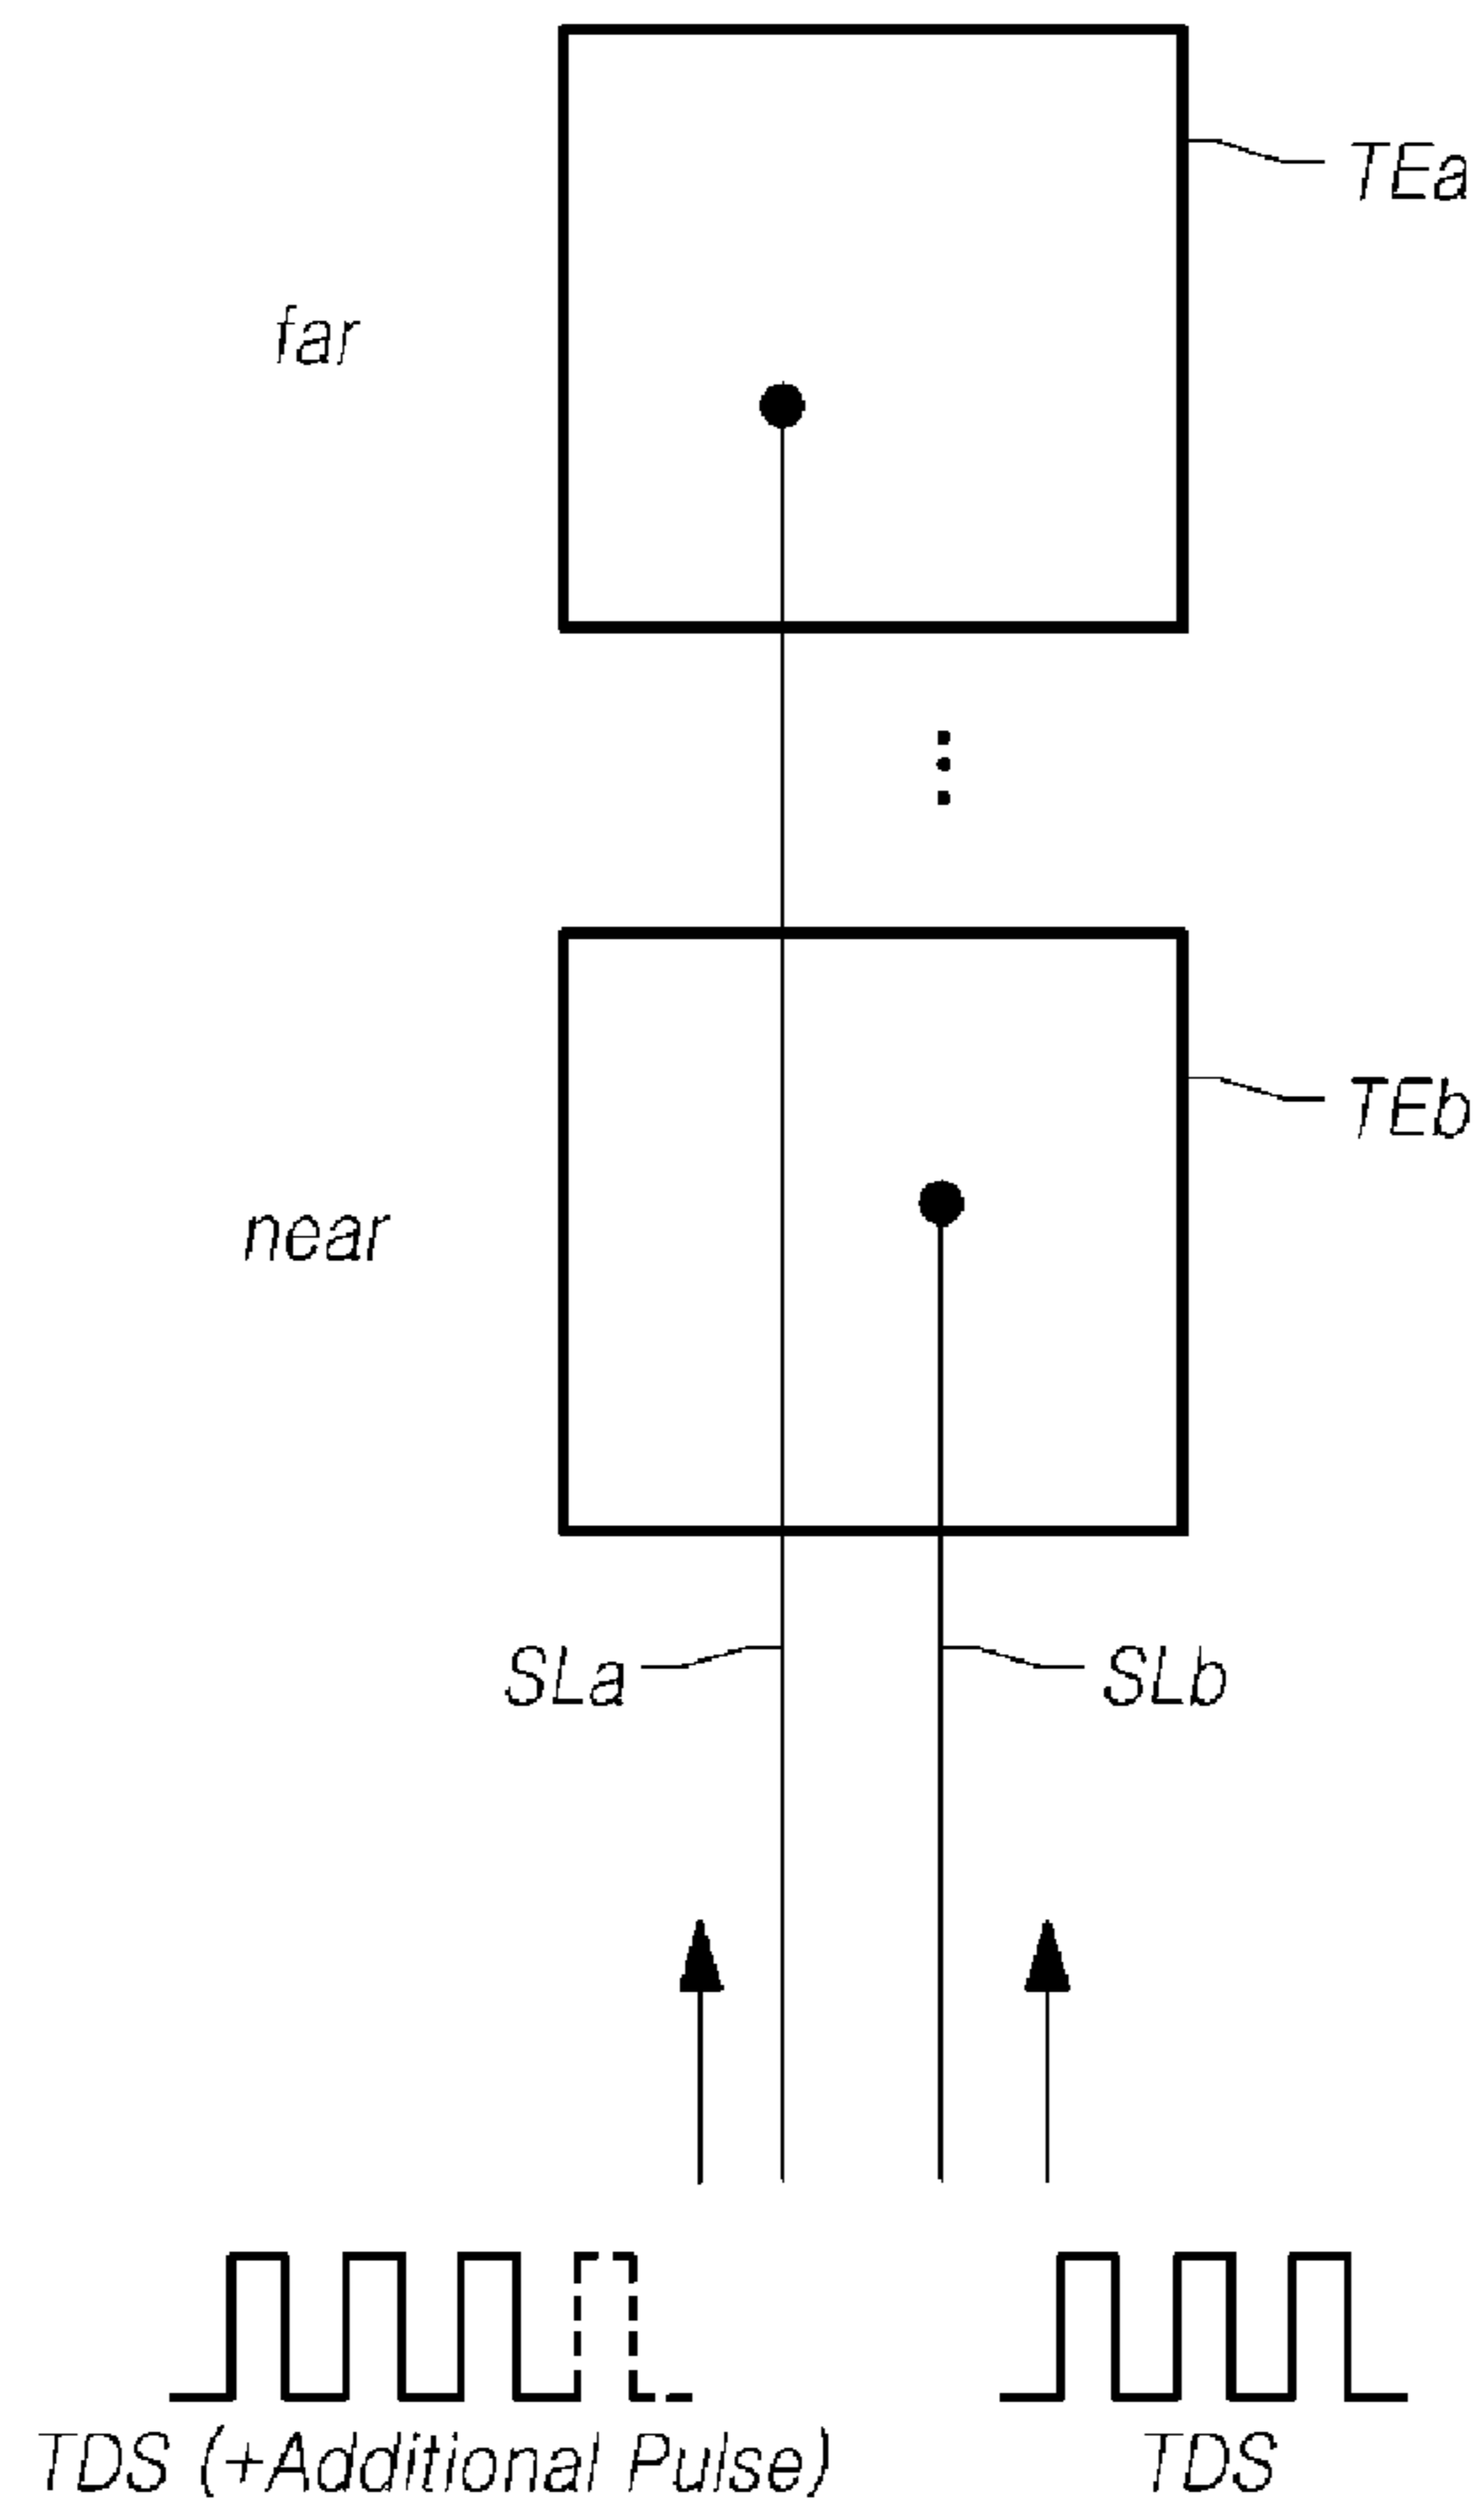 TEa
far
TEb
near
SLa
SLb
TDS (+Additional Pulse)
TDS